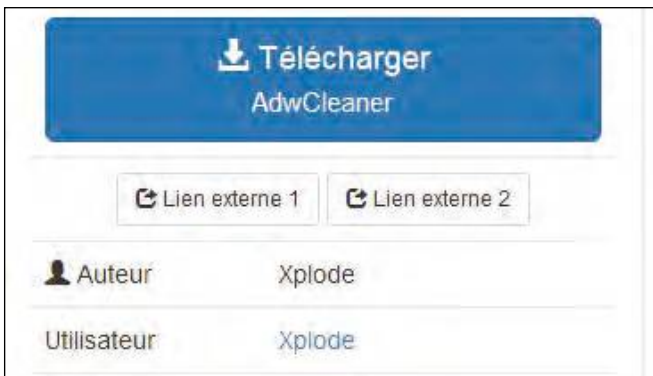 Télécharger
AdwCleaner
Lien externe 1 Lien externe 2
Auteur Xplode
Utilisateur Xplode